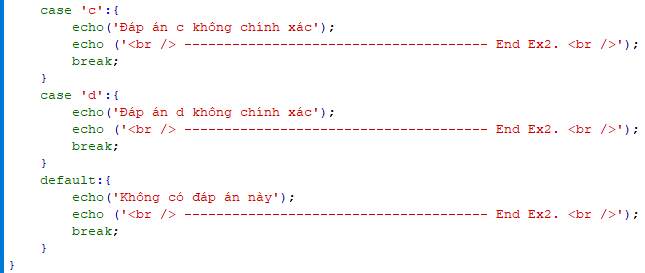 case 'c':{
echo('Đáp án c không chính xác');
echo ('<br /> -------------------------------------- End Ex2. <br />');
break;
}
case 'd':{
echo('Đáp án d không chính xác');
echo ('<br /> -------------------------------------- End Ex2. <br />');
break;
}
default:{
echo('Không có đáp án này');
echo ('<br /> -------------------------------------- End Ex2. <br />');
break;
}
}